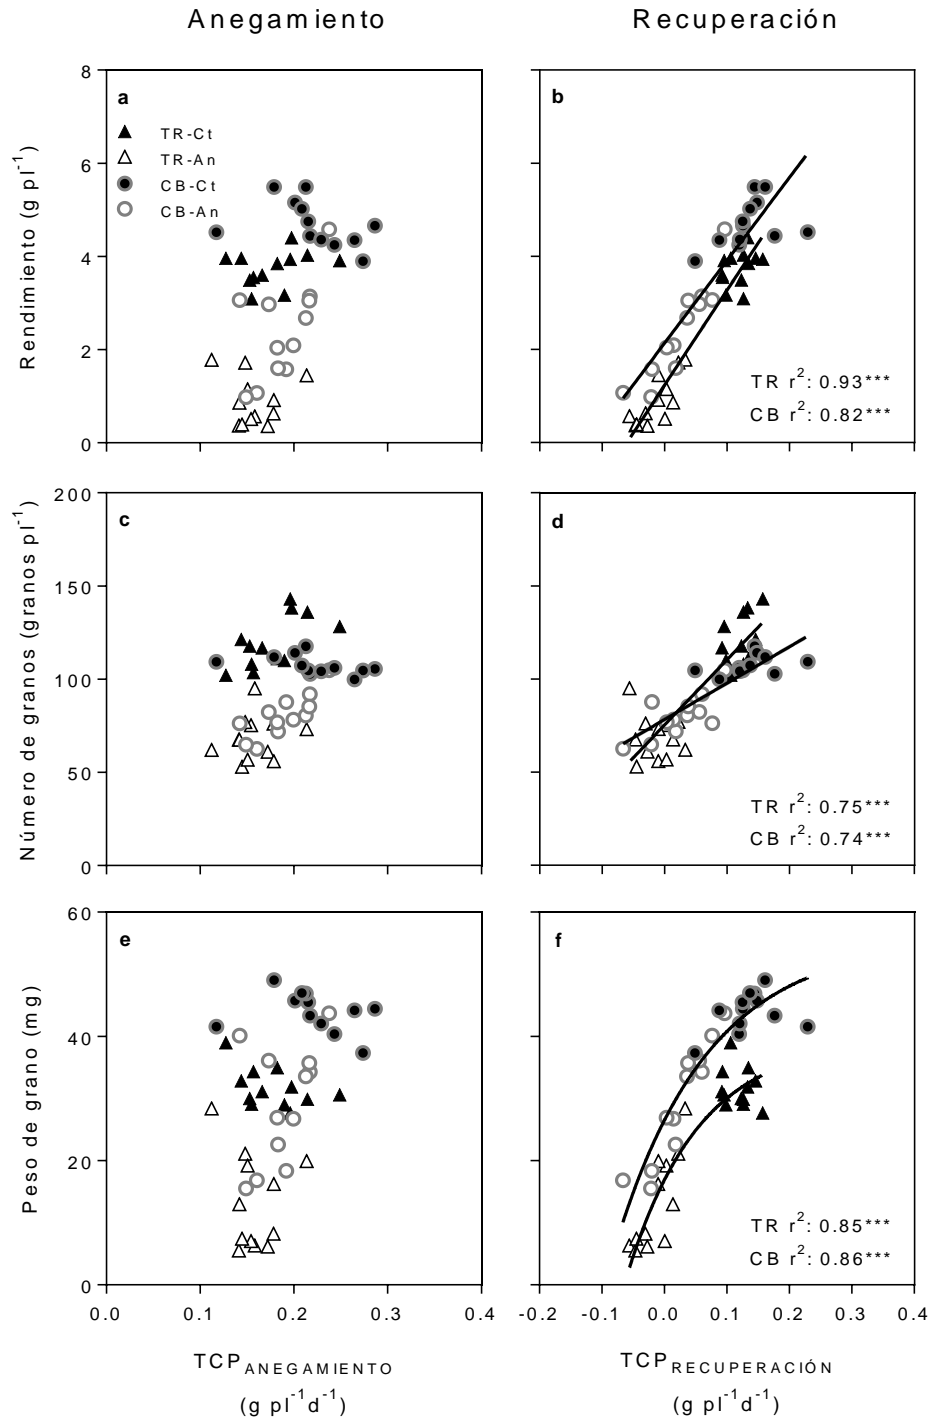 Anegamiento
Recuperación
Rendimiento (g pl-1)
8
6
4
2
0
a
TR-Ct
TR-An
CB-Ct
CB-An
b
TR r2: 0.93***
CB r2: 0.82***
Número de granos (granos pl-1)
200
150
100
50
0
c
d
TR r2: 0.75***
CB r2: 0.74***
Peso de grano (mg)
60
40
20
0
e
f
TR r2: 0.85***
CB r2: 0.86***
0.0 0.1 0.2 0.3 0.4
-0.2 -0.1 0.0 0.1 0.2 0.3 0.4
TCP ANEGAMIENTO
(g pl-1d-1)
TCP RECUPERACIÓN
(g pl-1d-1)